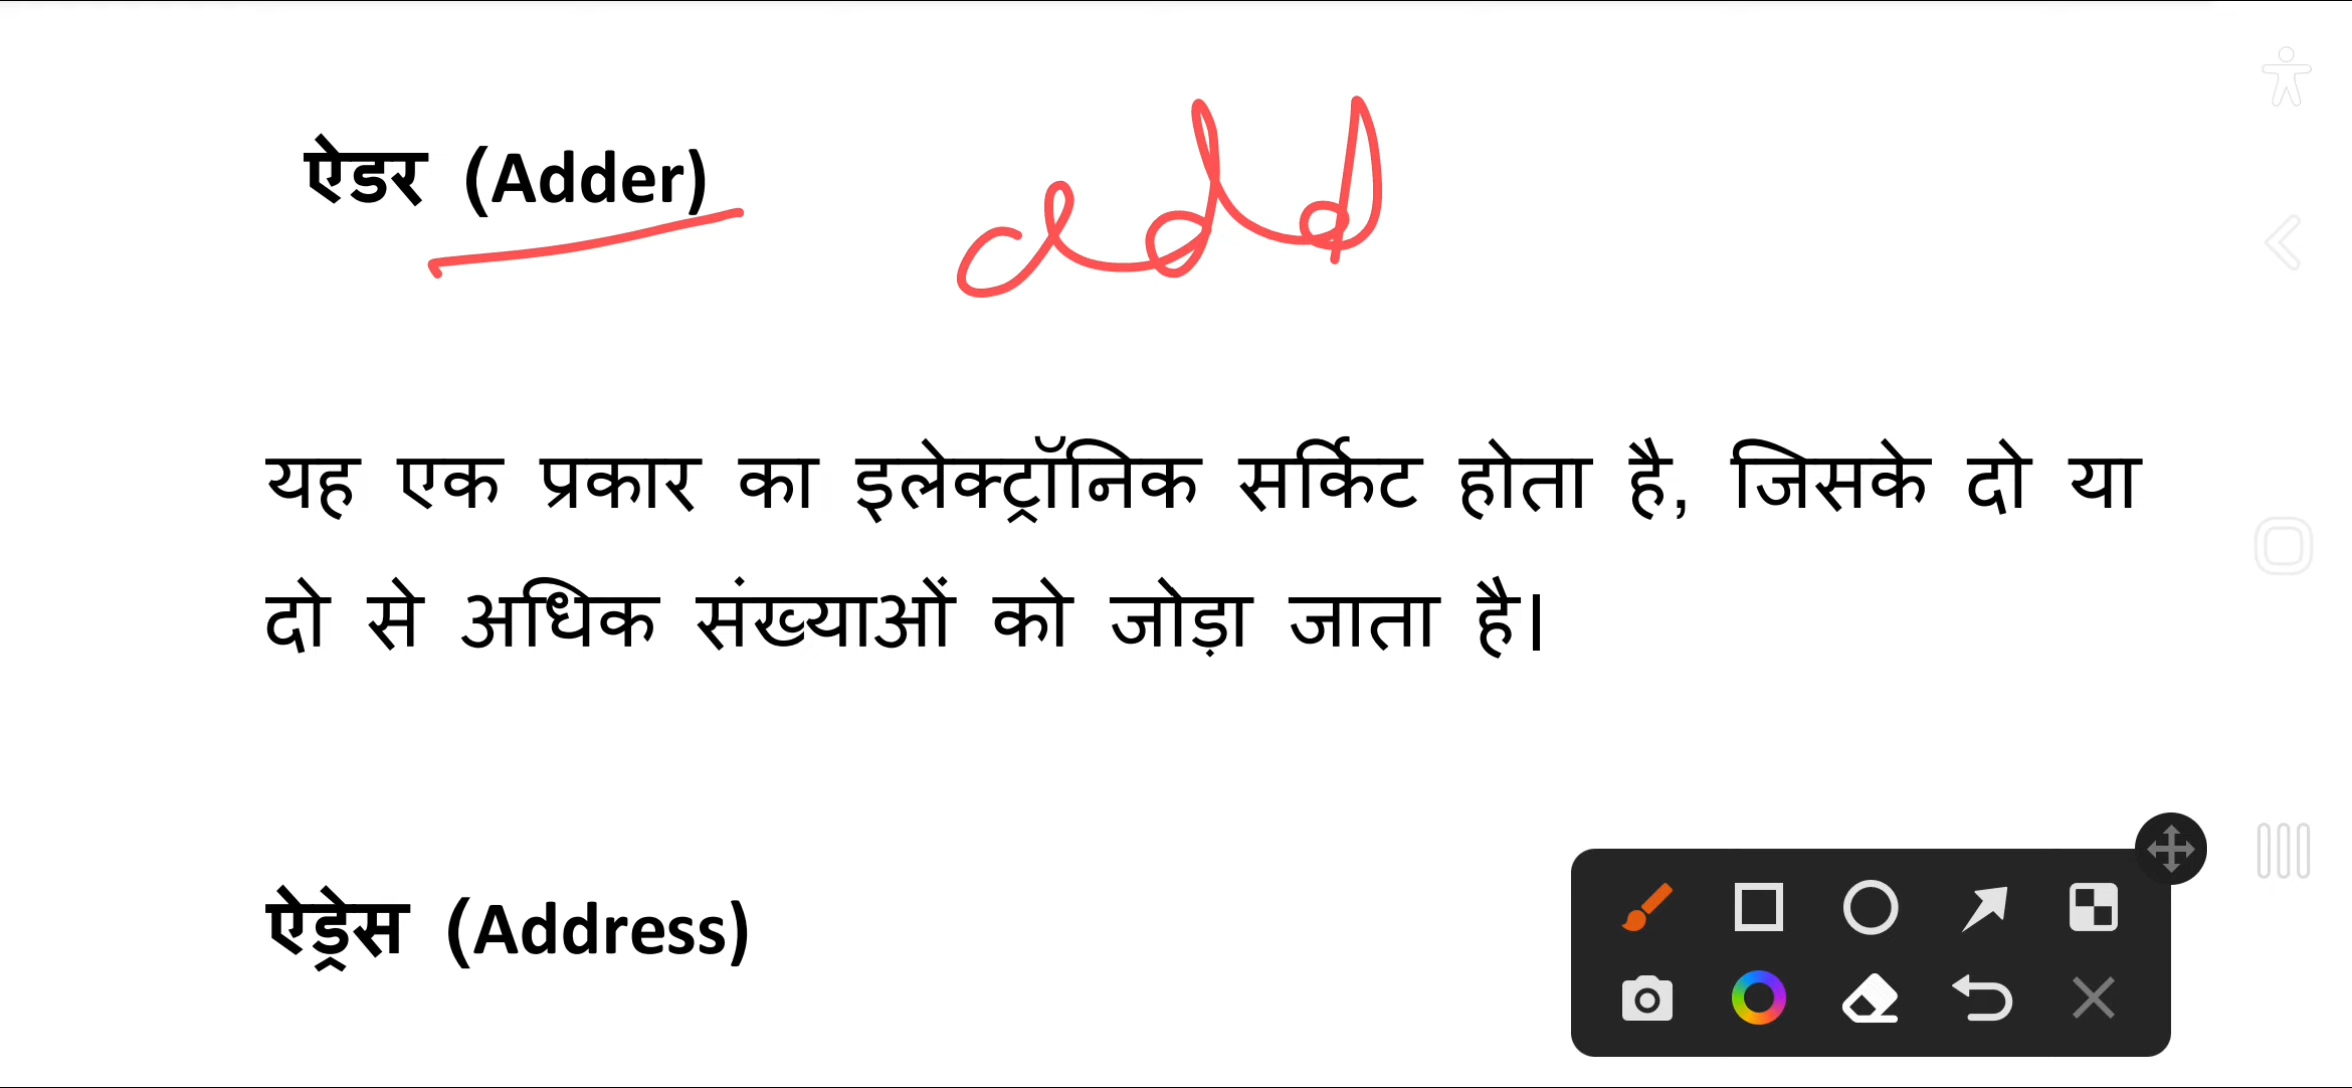 ऐडर (Adder) add
यह एक प्रकार का इलेक्ट्रॉनिक सर्किट होता है, जिसके दो या
दो से अधिक संख्याओं को जोड़ा जाता है।
ऐड्रेस (Address)